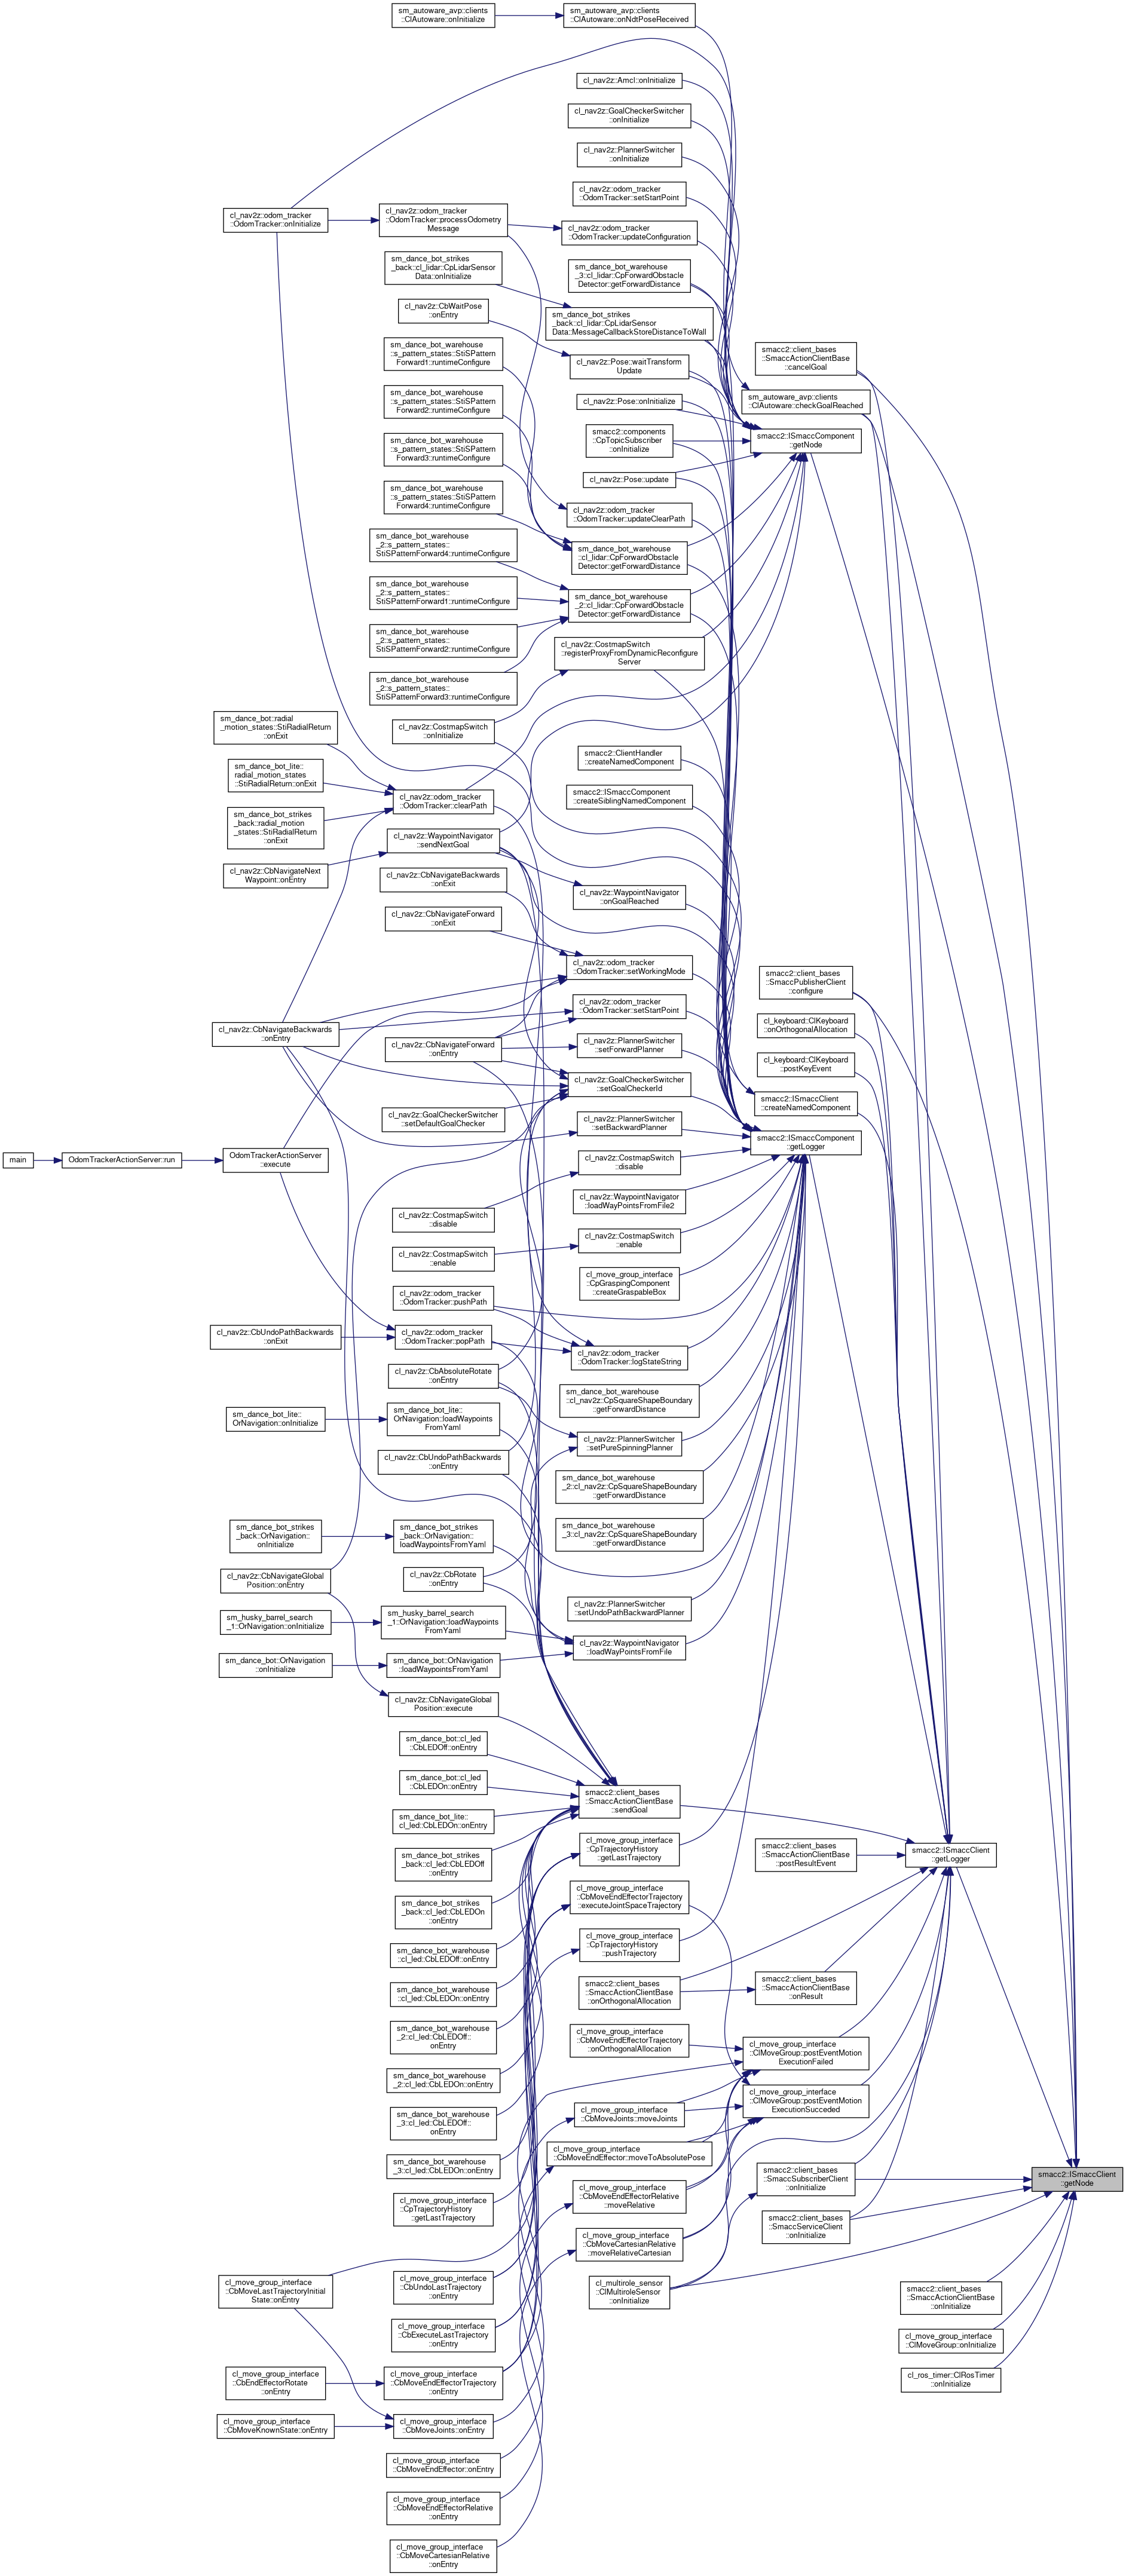 sm_autoware_avp::clients
::ClAutoware::onInitialize
sm_autoware_avp::clients
::ClAutoware::onNdtPoseReceived
cl_nav2z::Amcl::onInitialize
cl_nav2z::GoalCheckerSwitcher
::onInitialize
cl_nav2z::PlannerSwitcher
::onInitialize
cl_nav2z::odom_tracker
::OdomTracker::setStartPoint
cl_nav2z::odom_tracker
::OdomTracker::onInitialize
cl_nav2z::odom_tracker
::OdomTracker::processOdometry
Message
cl_nav2z::odom_tracker
::OdomTracker::updateConfiguration
sm_dance_bot_strikes
_back::cl_lidar::CpLidarSensor
Data::onInitialize
sm_dance_bot_warehouse
_3::cl_lidar::CpForwardObstacle
Detector::getForwardDistance
cl_nav2z::CbWaitPose
::onEntry
sm_dance_bot_strikes
_back::cl_lidar::CpLidarSensor
Data::MessageCallbackStoreDistanceToWall
sm_dance_bot_warehouse
::s_pattern_states::StiSPattern
Forward1::runtimeConfigure
cl_nav2z::Pose::waitTransform
Update
smacc2::client_bases
::SmaccActionClientBase
::cancelGoal
sm_dance_bot_warehouse
::s_pattern_states::StiSPattern
Forward2::runtimeConfigure
cl_nav2z::Pose::onInitialize
sm_autoware_avp::clients
::ClAutoware::checkGoalReached
sm_dance_bot_warehouse
::s_pattern_states::StiSPattern
Forward3::runtimeConfigure
smacc2::components
::CpTopicSubscriber
::onInitialize
smacc2::ISmaccComponent
::getNode
sm_dance_bot_warehouse
::s_pattern_states::StiSPattern
Forward4::runtimeConfigure
cl_nav2z::Pose::update
cl_nav2z::odom_tracker
::OdomTracker::updateClearPath
sm_dance_bot_warehouse
_2::s_pattern_states::
StiSPatternForward4::runtimeConfigure
sm_dance_bot_warehouse
::cl_lidar::CpForwardObstacle
Detector::getForwardDistance
sm_dance_bot_warehouse
_2::s_pattern_states::
StiSPatternForward1::runtimeConfigure
sm_dance_bot_warehouse
_2::cl_lidar::CpForwardObstacle
Detector::getForwardDistance
sm_dance_bot_warehouse
_2::s_pattern_states::
StiSPatternForward2::runtimeConfigure
cl_nav2z::CostmapSwitch
::registerProxyFromDynamicReconfigure
Server
sm_dance_bot_warehouse
_2::s_pattern_states::
StiSPatternForward3::runtimeConfigure
sm_dance_bot::radial
_motion_states::StiRadialReturn
::onExit
cl_nav2z::CostmapSwitch
::onInitialize
sm_dance_bot_lite::
radial_motion_states
::StiRadialReturn::onExit
smacc2::ClientHandler
::createNamedComponent
cl_nav2z::odom_tracker
::OdomTracker::clearPath
smacc2::ISmaccComponent
::createSiblingNamedComponent
sm_dance_bot_strikes
_back::radial_motion
_states::StiRadialReturn
::onExit
cl_nav2z::WaypointNavigator
::sendNextGoal
cl_nav2z::CbNavigateNext
Waypoint::onEntry
cl_nav2z::CbNavigateBackwards
::onExit
cl_nav2z::WaypointNavigator
::onGoalReached
cl_nav2z::CbNavigateForward
::onExit
cl_nav2z::odom_tracker
::OdomTracker::setWorkingMode
smacc2::client_bases
::SmaccPublisherClient
::configure
cl_nav2z::odom_tracker
::OdomTracker::setStartPoint
cl_keyboard::ClKeyboard
::onOrthogonalAllocation
cl_nav2z::CbNavigateBackwards
::onEntry
cl_nav2z::CbNavigateForward
::onEntry
cl_nav2z::PlannerSwitcher
::setForwardPlanner
cl_keyboard::ClKeyboard
::postKeyEvent
cl_nav2z::GoalCheckerSwitcher
::setGoalCheckerId
smacc2::ISmaccClient
::createNamedComponent
cl_nav2z::GoalCheckerSwitcher
::setDefaultGoalChecker
cl_nav2z::PlannerSwitcher
::setBackwardPlanner
smacc2::ISmaccComponent
::getLogger
main
OdomTrackerActionServer::run
OdomTrackerActionServer
::execute
cl_nav2z::CostmapSwitch
::disable
cl_nav2z::WaypointNavigator
::loadWayPointsFromFile2
cl_nav2z::CostmapSwitch
::disable
cl_nav2z::CostmapSwitch
::enable
cl_nav2z::CostmapSwitch
::enable
cl_move_group_interface
::CpGraspingComponent
::createGraspableBox
cl_nav2z::odom_tracker
::OdomTracker::pushPath
cl_nav2z::CbUndoPathBackwards
::onExit
cl_nav2z::odom_tracker
::OdomTracker::popPath
cl_nav2z::odom_tracker
::OdomTracker::logStateString
cl_nav2z::CbAbsoluteRotate
::onEntry
sm_dance_bot_warehouse
::cl_nav2z::CpSquareShapeBoundary
::getForwardDistance
sm_dance_bot_lite::
OrNavigation::onInitialize
sm_dance_bot_lite::
OrNavigation::loadWaypoints
FromYaml
cl_nav2z::PlannerSwitcher
::setPureSpinningPlanner
cl_nav2z::CbUndoPathBackwards
::onEntry
sm_dance_bot_warehouse
_2::cl_nav2z::CpSquareShapeBoundary
::getForwardDistance
sm_dance_bot_strikes
_back::OrNavigation::
onInitialize
sm_dance_bot_strikes
_back::OrNavigation::
loadWaypointsFromYaml
sm_dance_bot_warehouse
_3::cl_nav2z::CpSquareShapeBoundary
::getForwardDistance
cl_nav2z::CbNavigateGlobal
Position::onEntry
cl_nav2z::CbRotate
::onEntry
cl_nav2z::PlannerSwitcher
::setUndoPathBackwardPlanner
sm_husky_barrel_search
_1::OrNavigation::onInitialize
sm_husky_barrel_search
_1::OrNavigation::loadWaypoints
FromYaml
cl_nav2z::WaypointNavigator
::loadWayPointsFromFile
sm_dance_bot::OrNavigation
::onInitialize
sm_dance_bot::OrNavigation
::loadWaypointsFromYaml
cl_nav2z::CbNavigateGlobal
Position::execute
sm_dance_bot::cl_led
::CbLEDOff::onEntry
sm_dance_bot::cl_led
::CbLEDOn::onEntry
smacc2::client_bases
::SmaccActionClientBase
::sendGoal
sm_dance_bot_lite::
cl_led::CbLEDOn::onEntry
cl_move_group_interface
::CpTrajectoryHistory
::getLastTrajectory
smacc2::client_bases
::SmaccActionClientBase
::postResultEvent
smacc2::ISmaccClient
::getLogger
sm_dance_bot_strikes
_back::cl_led::CbLEDOff
::onEntry
cl_move_group_interface
::CbMoveEndEffectorTrajectory
::executeJointSpaceTrajectory
sm_dance_bot_strikes
_back::cl_led::CbLEDOn
::onEntry
cl_move_group_interface
::CpTrajectoryHistory
::pushTrajectory
sm_dance_bot_warehouse
::cl_led::CbLEDOff::onEntry
smacc2::client_bases
::SmaccActionClientBase
::onOrthogonalAllocation
smacc2::client_bases
::SmaccActionClientBase
::onResult
sm_dance_bot_warehouse
::cl_led::CbLEDOn::onEntry
sm_dance_bot_warehouse
_2::cl_led::CbLEDOff::
onEntry
cl_move_group_interface
::CbMoveEndEffectorTrajectory
::onOrthogonalAllocation
cl_move_group_interface
::ClMoveGroup::postEventMotion
ExecutionFailed
sm_dance_bot_warehouse
_2::cl_led::CbLEDOn::onEntry
cl_move_group_interface
::ClMoveGroup::postEventMotion
ExecutionSucceded
sm_dance_bot_warehouse
_3::cl_led::CbLEDOff::
onEntry
cl_move_group_interface
::CbMoveJoints::moveJoints
sm_dance_bot_warehouse
_3::cl_led::CbLEDOn::onEntry
cl_move_group_interface
::CbMoveEndEffector::moveToAbsolutePose
smacc2::client_bases
::SmaccSubscriberClient
::onInitialize
smacc2::ISmaccClient
::getNode
cl_move_group_interface
::CpTrajectoryHistory
::getLastTrajectory
cl_move_group_interface
::CbMoveEndEffectorRelative
::moveRelative
smacc2::client_bases
::SmaccServiceClient
::onInitialize
cl_move_group_interface
::CbMoveCartesianRelative
::moveRelativeCartesian
cl_move_group_interface
::CbMoveLastTrajectoryInitial
State::onEntry
cl_move_group_interface
::CbUndoLastTrajectory
::onEntry
cl_multirole_sensor
::ClMultiroleSensor
::onInitialize
smacc2::client_bases
::SmaccActionClientBase
::onInitialize
cl_move_group_interface
::CbExecuteLastTrajectory
::onEntry
cl_move_group_interface
::ClMoveGroup::onInitialize
cl_move_group_interface
::CbEndEffectorRotate
::onEntry
cl_move_group_interface
::CbMoveEndEffectorTrajectory
::onEntry
cl_ros_timer::ClRosTimer
::onInitialize
cl_move_group_interface
::CbMoveKnownState::onEntry
cl_move_group_interface
::CbMoveJoints::onEntry
cl_move_group_interface
::CbMoveEndEffector::onEntry
cl_move_group_interface
::CbMoveEndEffectorRelative
::onEntry
cl_move_group_interface
::CbMoveCartesianRelative
::onEntry